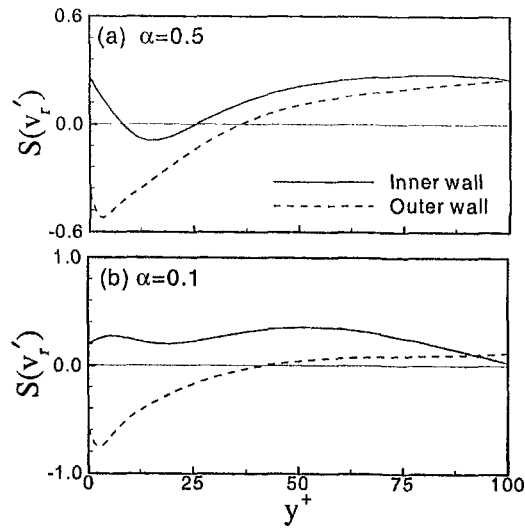 0.6
(a) α=0.5
S(v_r′)
0.0
Inner wall
Outer wall
-0.6
1.0
(b) α=0.1
S(v_r′)
0.0
-1.0
0 25 50 75 100
y⁺